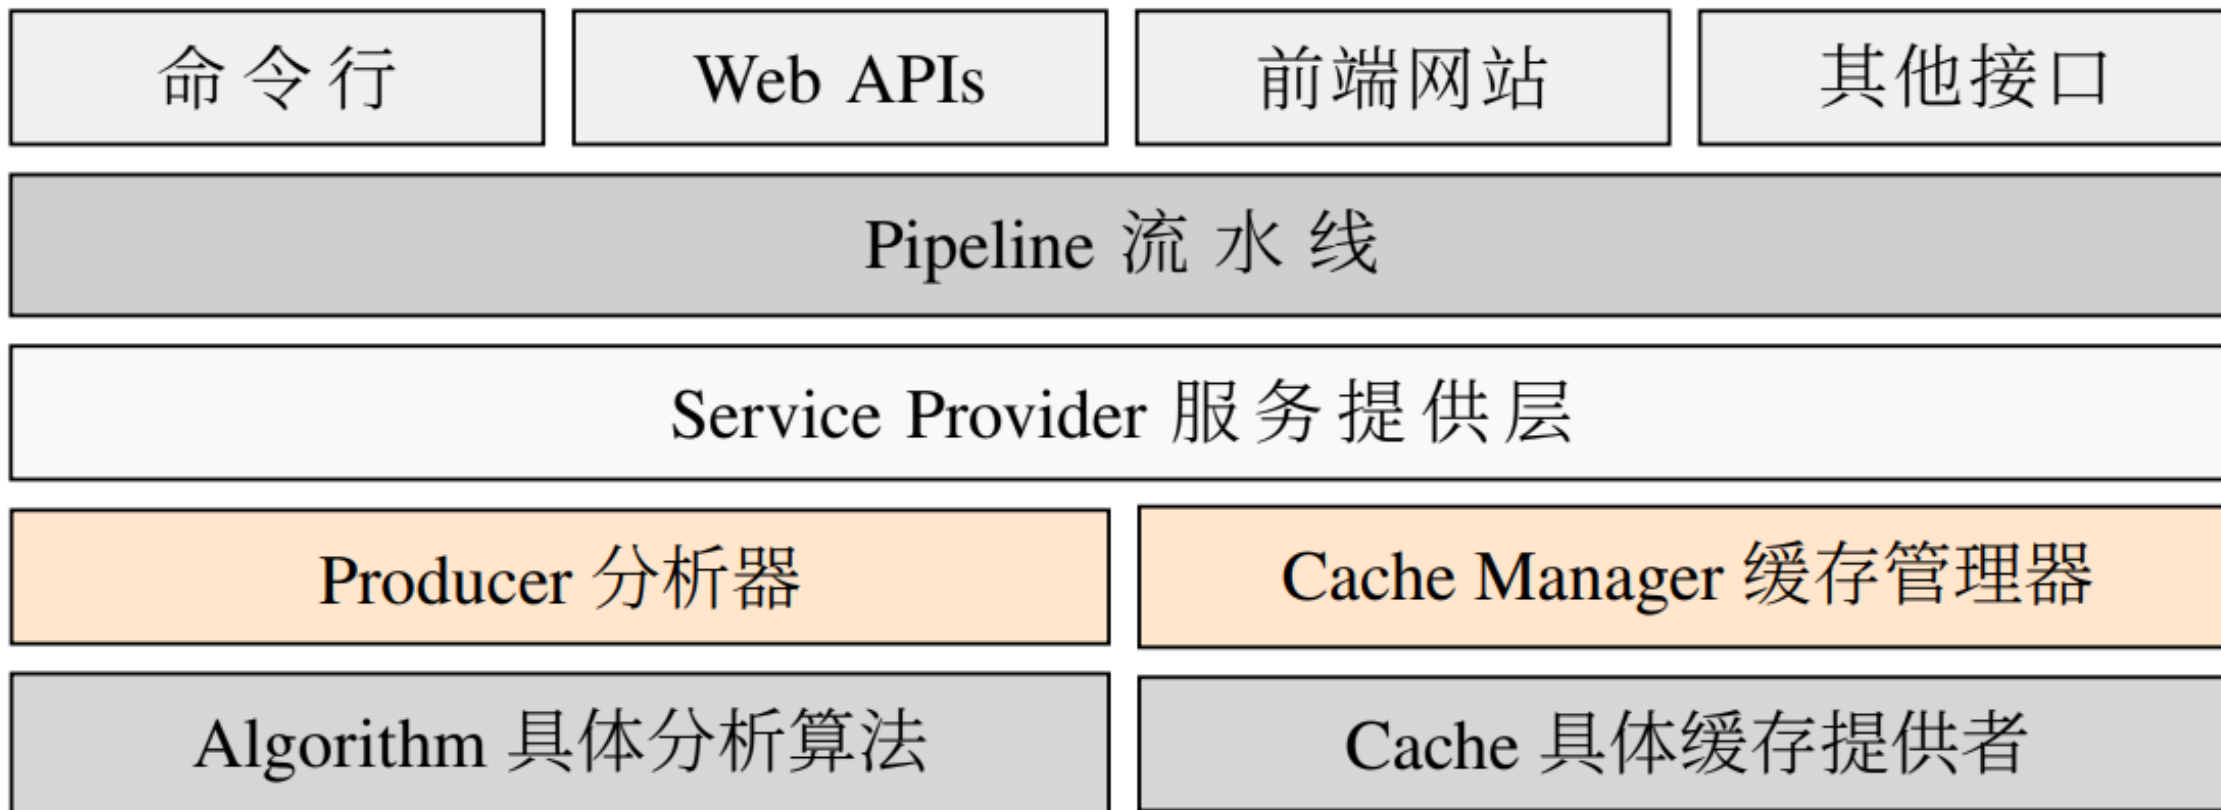 命令行
Web APIs
前端网站
其他接口
Pipeline 流水线
Service Provider 服务提供层
Producer 分析器
Cache Manager 缓存管理器
Algorithm 具体分析算法
Cache 具体缓存提供者